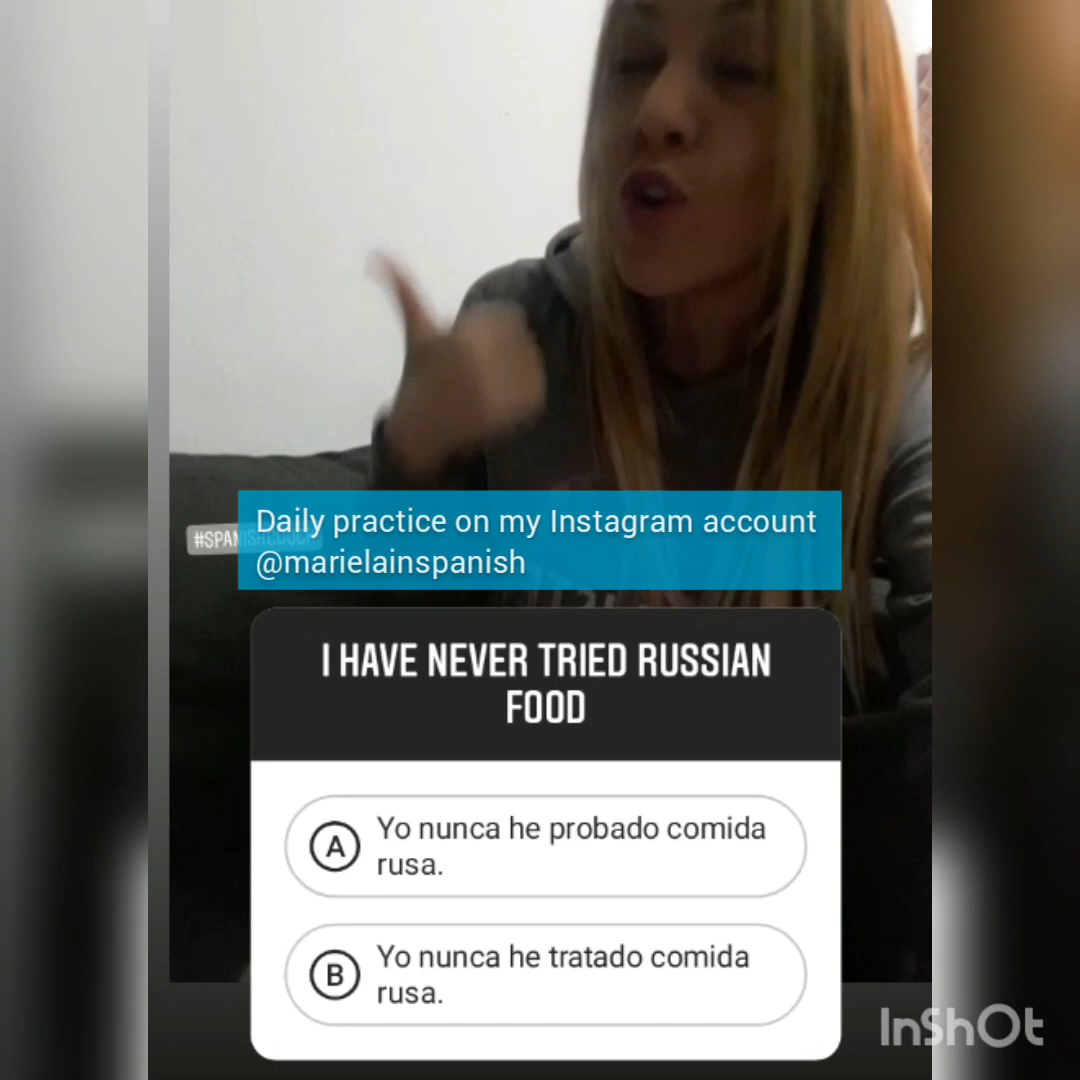 Daily practice on my Instagram account
@marielainspanish
#SPANISHCOUCH
I HAVE NEVER TRIED RUSSIAN
FOOD
A Yo nunca he probado comida
rusa.
B Yo nunca he tratado comida
rusa.
InShOt